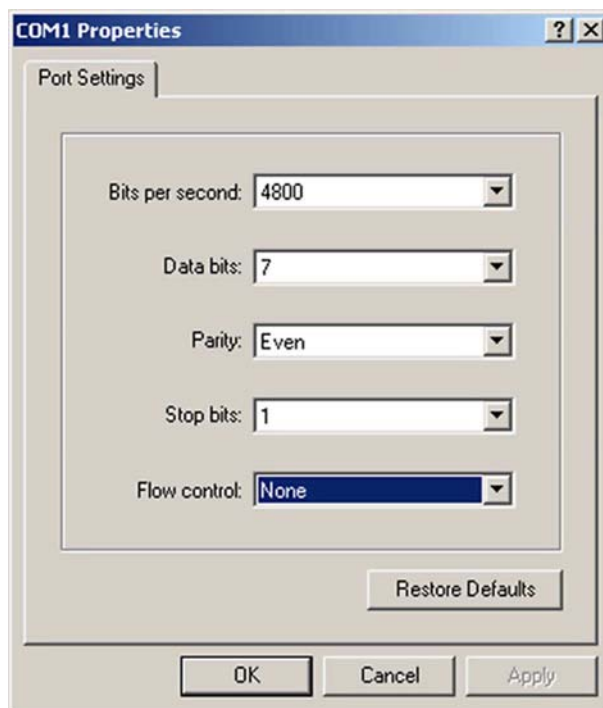 COM1 Properties
Port Settings
Bits per second: 4800
Data bits: 7
Parity: Even
Stop bits: 1
Flow control: None
Restore Defaults
OK Cancel Apply